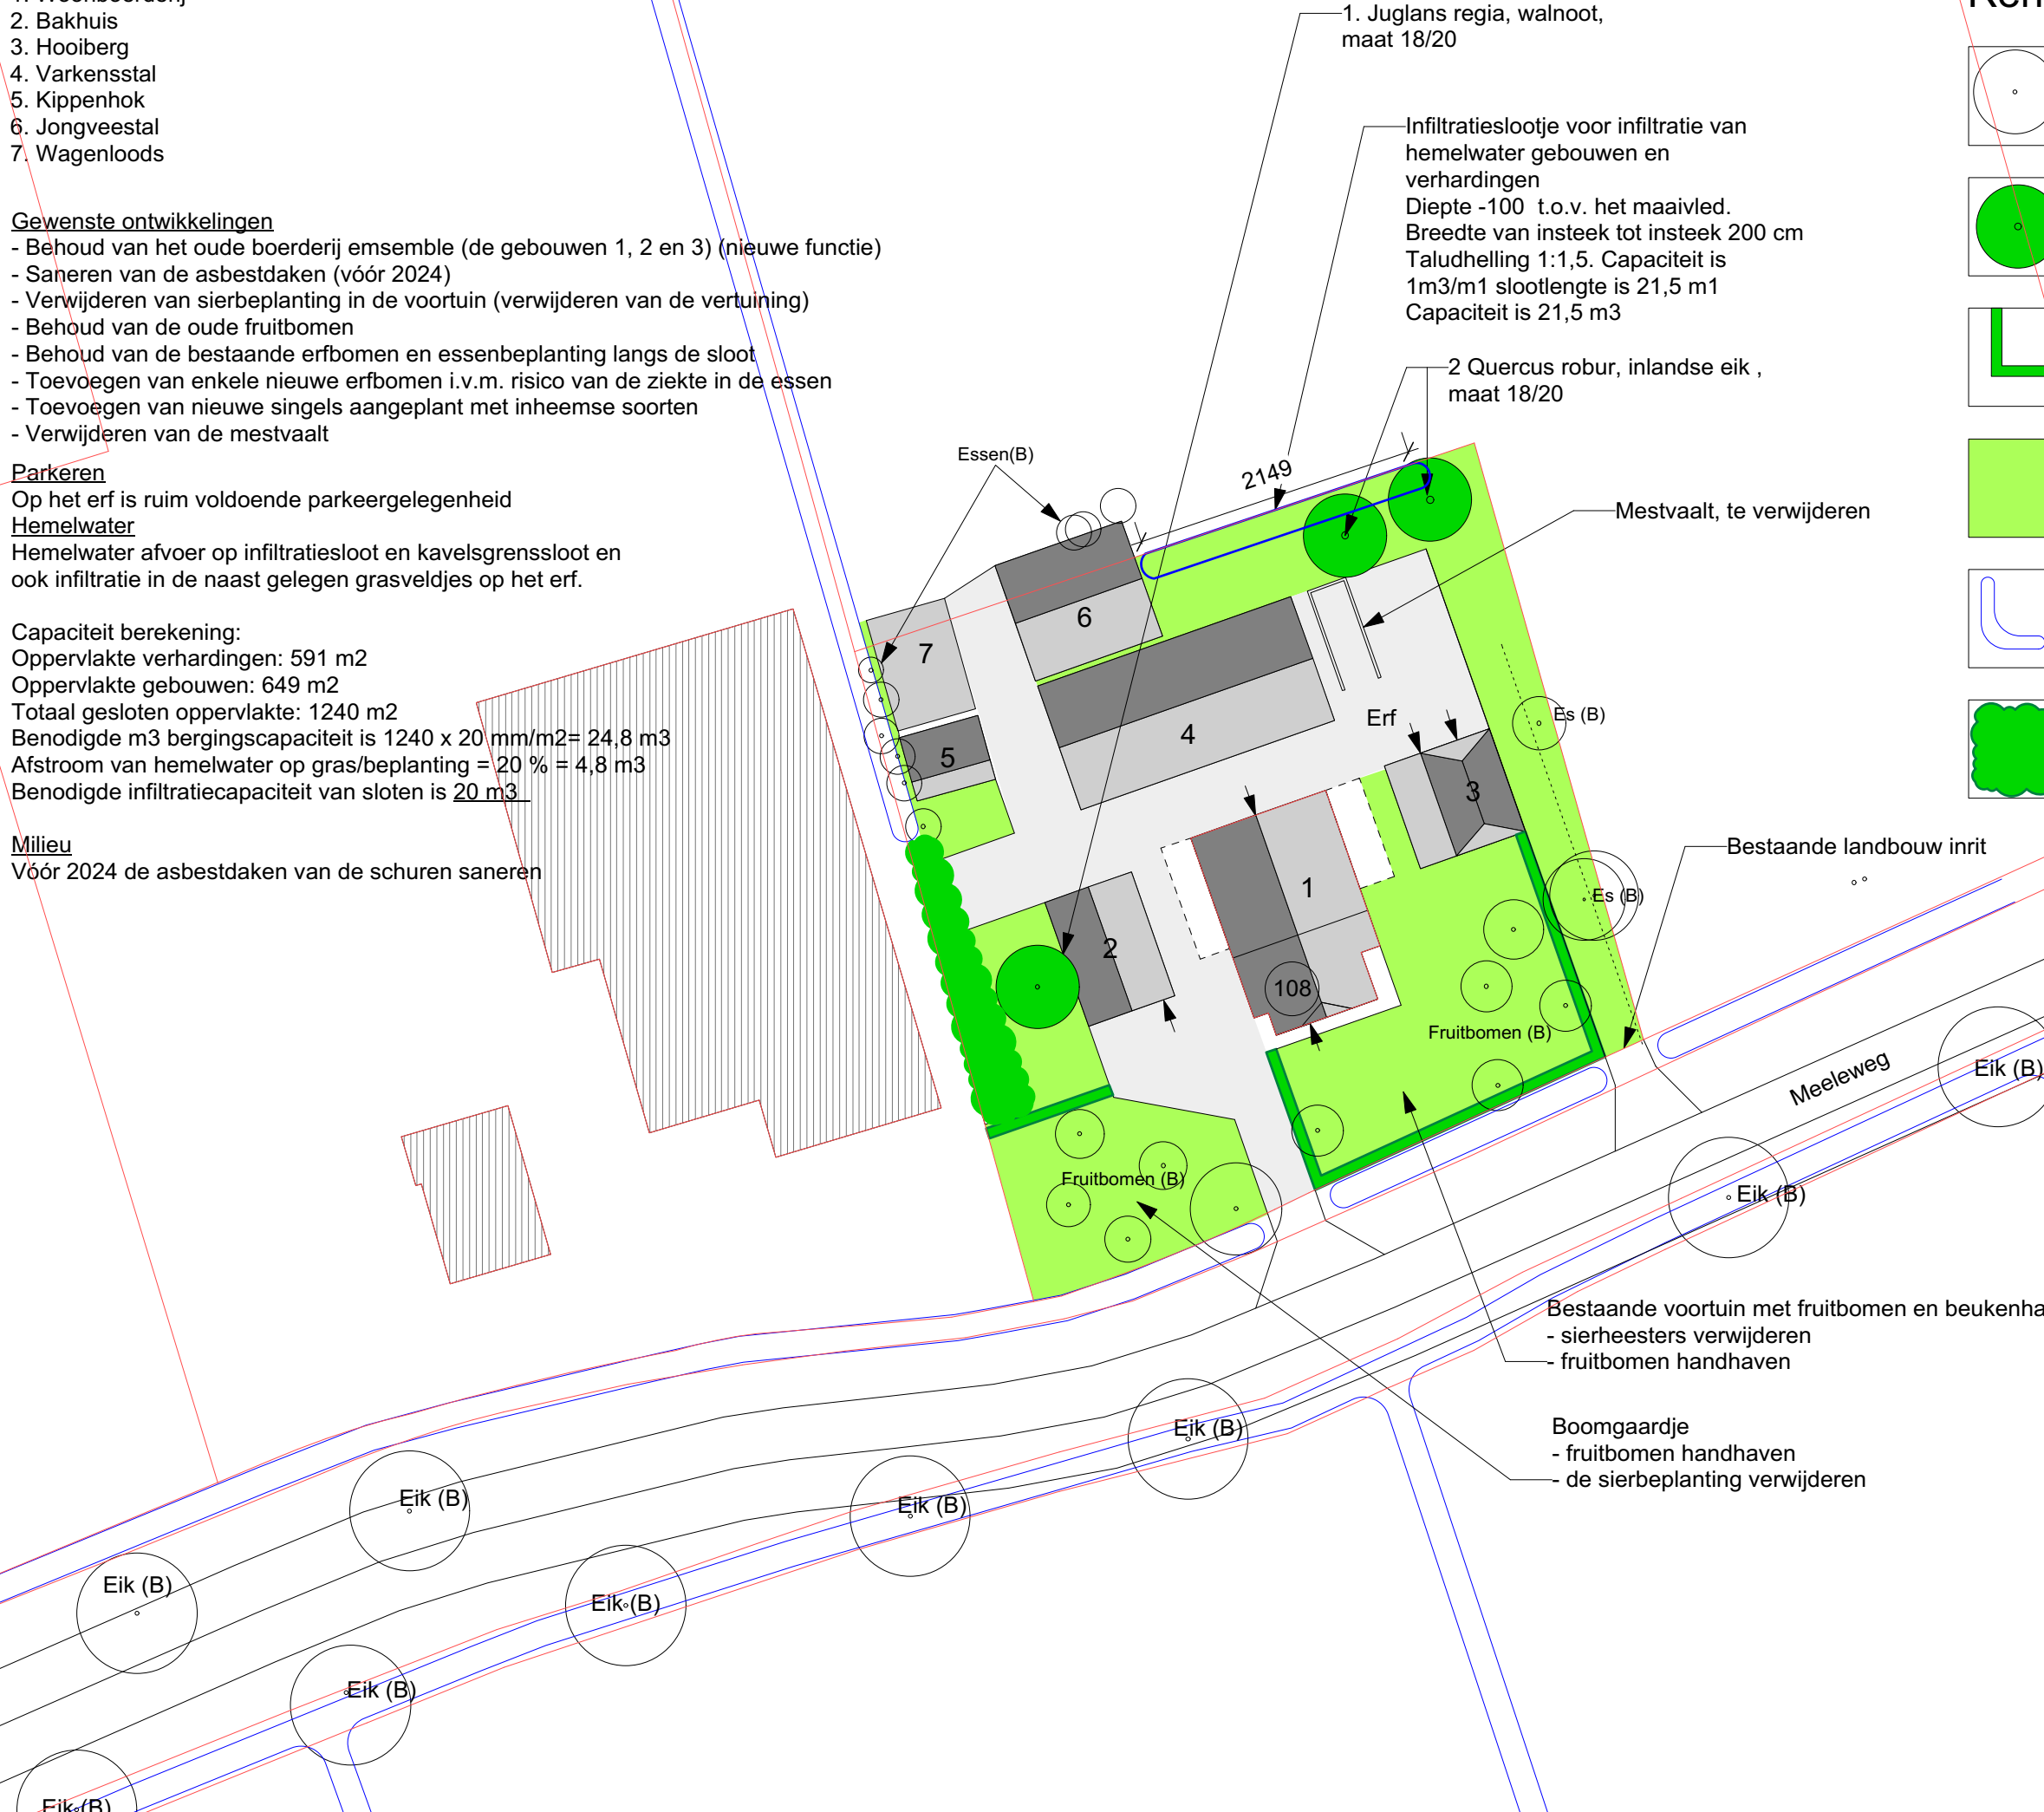 2. Bakhuis
3. Hooiberg
4. Varkensstal
5. Kippenhok
6. Jongveestal
7. Wagenloods
Gewenste ontwikkelingen
- Behoud van het oude boerderij emsemble (de gebouwen 1, 2 en 3) (nieuwe functie)
- Saneren van de asbestdaken (vóór 2024)
- Verwijderen van sierbeplanting in de voortuin (verwijderen van de vertuining)
- Behoud van de oude fruitbomen
- Behoud van de bestaande erfbomen en essenbeplanting langs de sloot
- Toevoegen van enkele nieuwe erfbomen i.v.m. risico van de ziekte in de essen
- Toevoegen van nieuwe singels aangeplant met inheemse soorten
- Verwijderen van de mestvaalt
Parkeren
Op het erf is ruim voldoende parkeergelegenheid
Hemelwater
Hemelwater afvoer op infiltratiesloot en kavelsgrenssloot en
ook infiltratie in de naast gelegen grasveldjes op het erf.
Capaciteit berekening:
Oppervlakte verhardingen: 591 m2
Oppervlakte gebouwen: 649 m2
Totaal gesloten oppervlakte: 1240 m2
Benodigde m3 bergingscapaciteit is 1240 x 20 mm/m2= 24,8 m3
Afstroom van hemelwater op gras/beplanting = 20 % = 4,8 m3
Benodigde infiltratiecapaciteit van sloten is 20 m3
Milieu
Vóór 2024 de asbestdaken van de schuren saneren
1. Juglans regia, walnoot,
maat 18/20
Infiltratieslootje voor infiltratie van
hemelwater gebouwen en
verhardingen
Diepte -100 t.o.v. het maaivled.
Breedte van insteek tot insteek 200 cm
Taludhelling 1:1,5. Capaciteit is
1m3/m1 slootlengte is 21,5 m1
Capaciteit is 21,5 m3
2 Quercus robur, inlandse eik ,
maat 18/20
Essen(B)
2149
Mestvaalt, te verwijderen
6
7
4
5
Erf
Es (B)
3
1
2
108
Es (B)
Bestaande landbouw inrit
Fruitbomen (B)
Fruitbomen (B)
Meeleweg
Eik (B)
Eik (B)
Bestaande voortuin met fruitbomen en beukenha
- sierheesters verwijderen
- fruitbomen handhaven
Boomgaardje
- fruitbomen handhaven
- de sierbeplanting verwijderen
Eik (B)
Eik (B)
Eik (B)
Eik (B)
Eik (B)
Eik (B)
Eik (B)